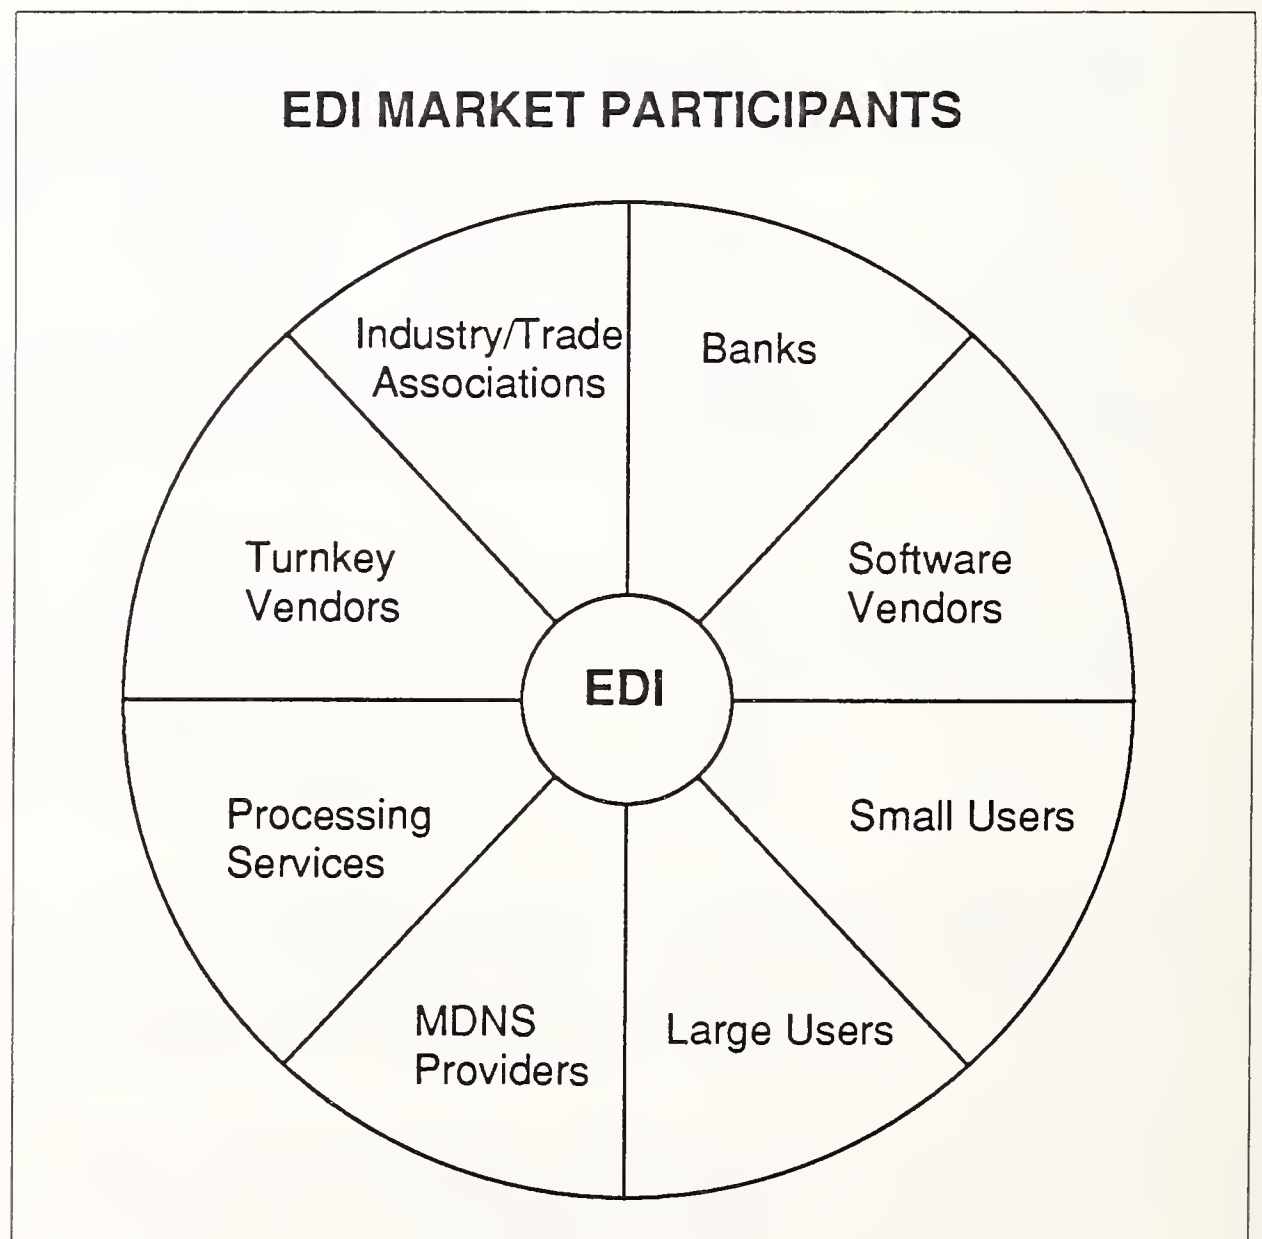 EDI MARKET PARTICIPANTS
Industry/Trade
Associations
Banks
Turnkey
Vendors
Software
Vendors
EDI
Processing
Services
Small Users
MDNS
Providers
Large Users